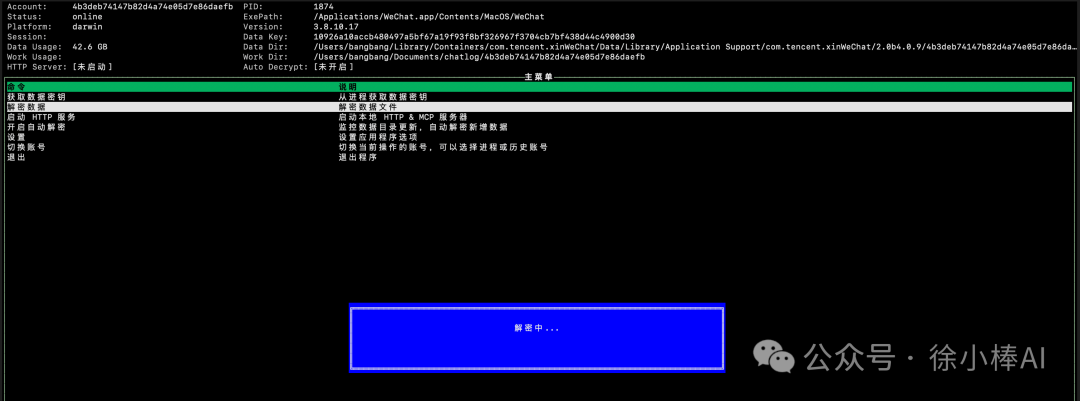 Account: 4b3deb74147b82d4a74e05d7e86daefb PID: 1874
Status: online ExePath: /Applications/WeChat.app/Contents/MacOS/WeChat
Platform: darwin Version: 3.8.10.17
Session: Data Key: 10926a10accb480497a5bf67a19f93f8bf326967f3704cb7bf438d44c4900d30
Data Usage: 42.6 GB Data Dir: /Users/bangbang/Library/Containers/com.tencent.xinWeChat/Data/Library/Application Support/com.tencent.xinWeChat/2.0b4.0.9/4b3deb74147b82d4a74e05d7e86da…
Work Usage: Work Dir: /Users/bangbang/Documents/chatlog/4b3deb74147b82d4a74e05d7e86daefb
HTTP Server: [未启动] Auto Decrypt: [未开启]
主菜单
命令 说明
获取数据密钥 从进程获取数据密钥
解密数据 解密数据文件
启动 HTTP 服务 启动本地 HTTP & MCP 服务器
开启自动解密 监控数据目录更新，自动解密新增数据
设置 设置应用程序选项
切换账号 切换当前操作的账号，可以选择进程或历史账号
退出 退出程序
解密中...
公众号 · 徐小棒AI